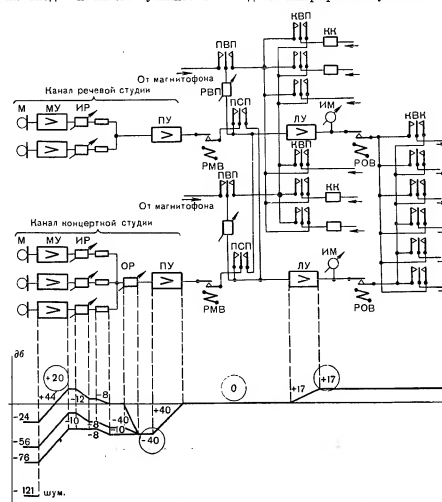 КВП
ПВП
КК
От магнитофона
Канал речевой студии
РВП
ПСП
М МУ ИР ПУ ЛУ ИМ КВК
РМВ
ПВП КВП РОВ
От магнитофона
КК
Канал концертной студии
ПСП
М МУ ИР
ОР ПУ ЛУ ИМ
РМВ РОВ
дб
+20
+44
-12 -8
0
+17
+17
-24
-10
-8
-40
-10
+40
-56
-8
-40
-76
-121 шум.